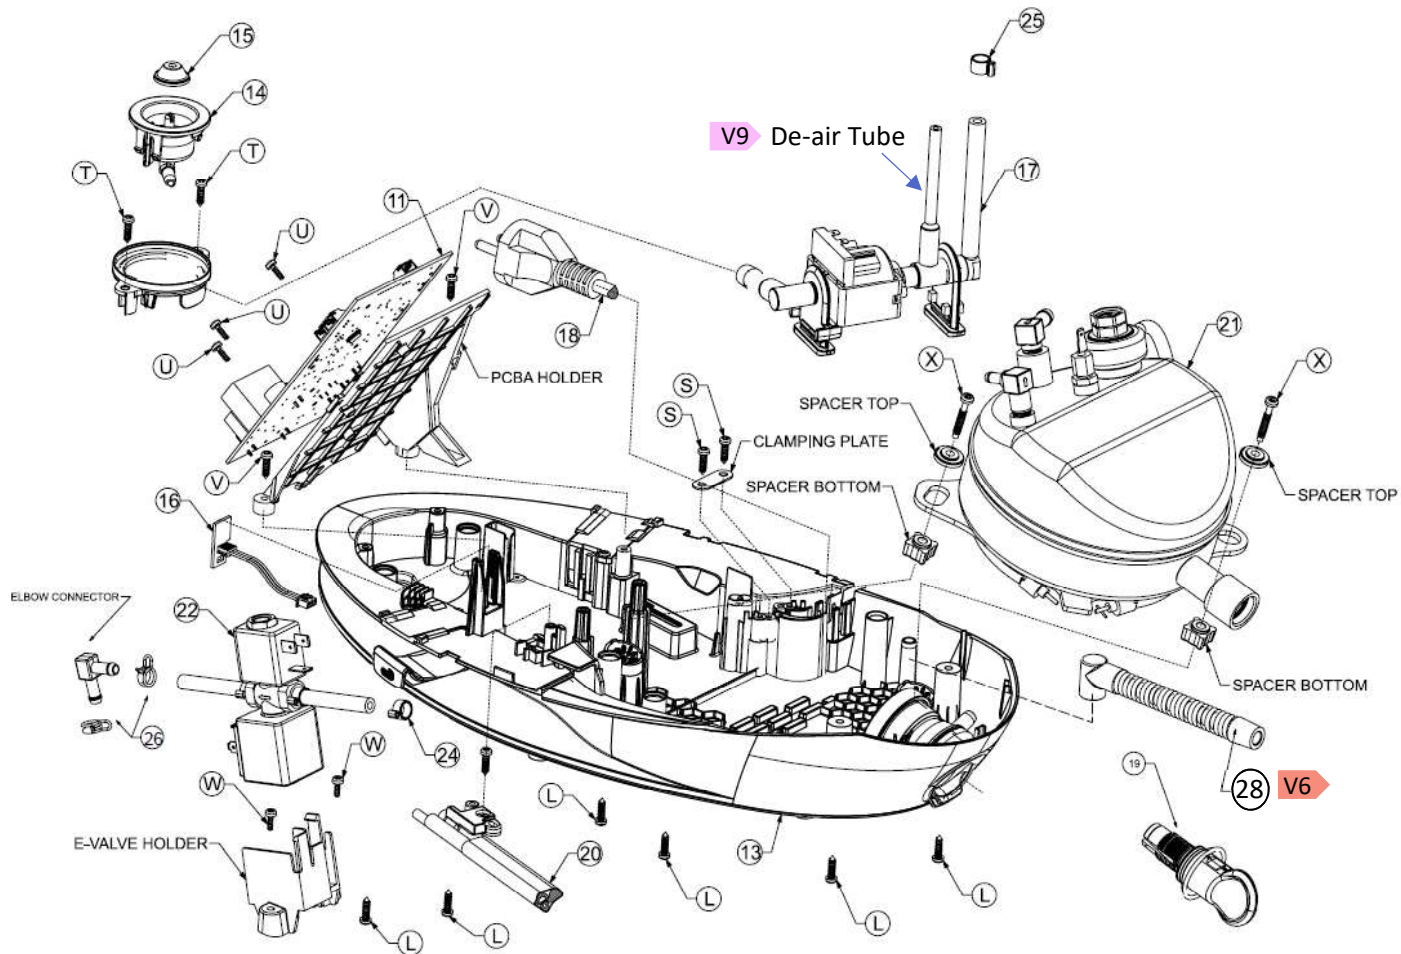 25
15
14
V9 De-air Tube
T
T
17
11
V
U
18
U
U
PCBA HOLDER
21
X
X
S
SPACER TOP
S
CLAMPING PLATE
V
SPACER BOTTOM
SPACER TOP
16
ELBOW CONNECTOR
22
SPACER BOTTOM
26
24
W
19
28 V6
W
L
E-VALVE HOLDER
13
20
L
L
L
L
L